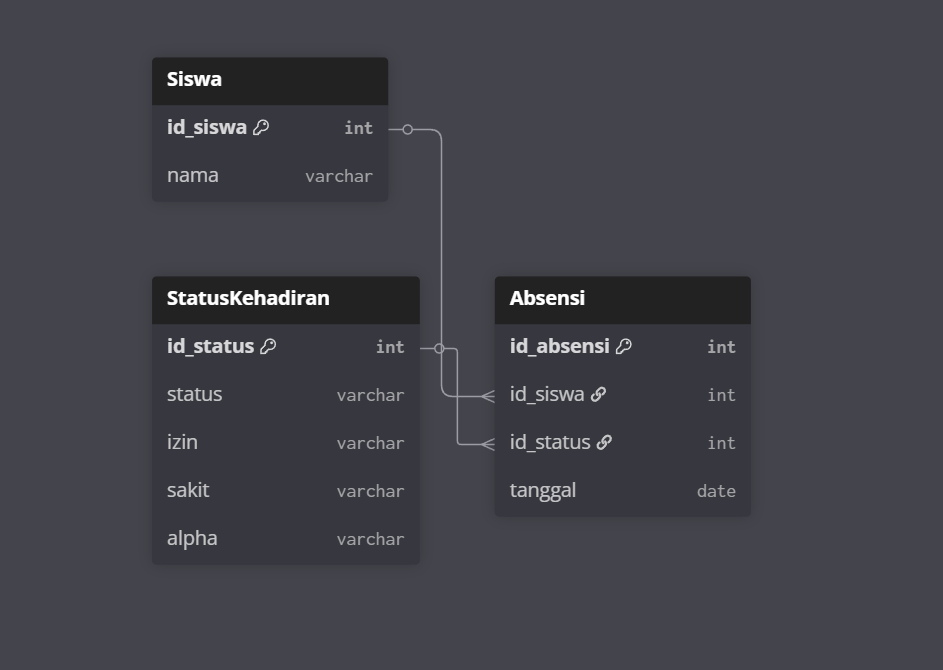 Siswa
id_siswa int
nama varchar
StatusKehadiran
id_status int
status varchar
izin varchar
sakit varchar
alpha varchar
Absensi
id_absensi int
id_siswa int
id_status int
tanggal date